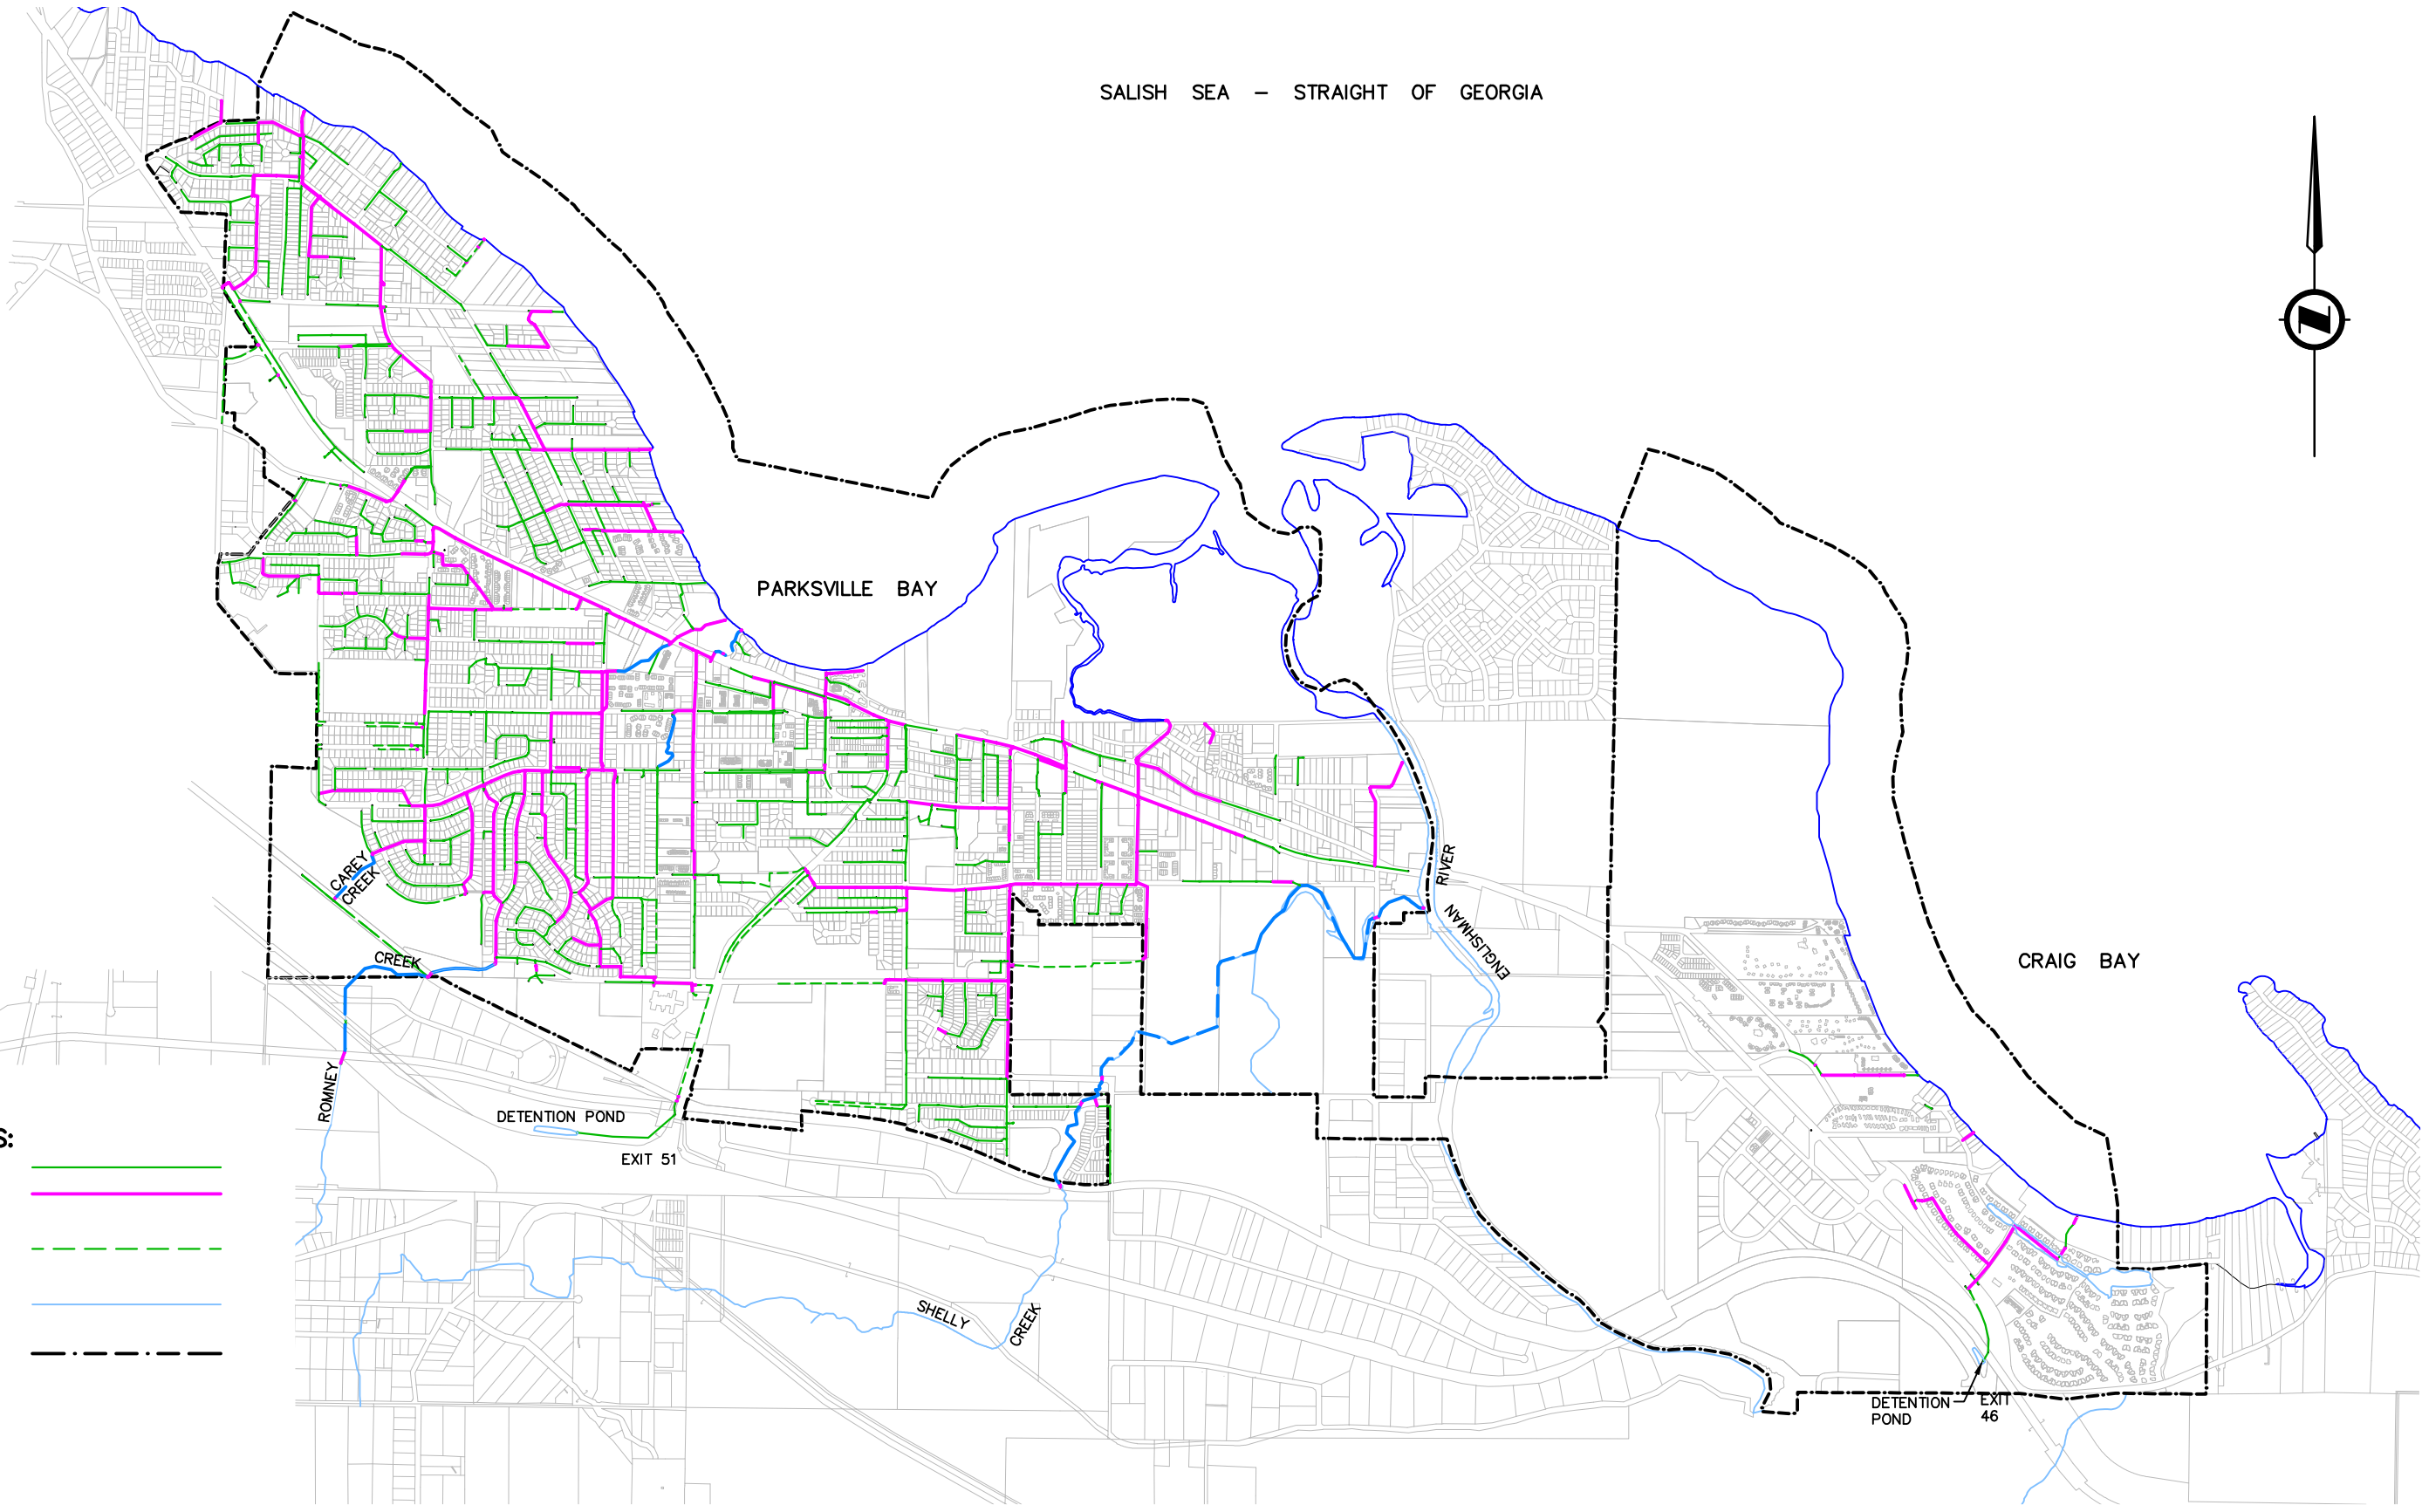 SALISH SEA – STRAIGHT OF GEORGIA
N
PARKSVILLE BAY
CAREY
CREEK
CREEK
RIVER
ENGLISHMAN
CRAIG BAY
ROMNEY
DETENTION POND
S:
EXIT 51
SHELLY
CREEK
DETENTION
POND
EXIT
46